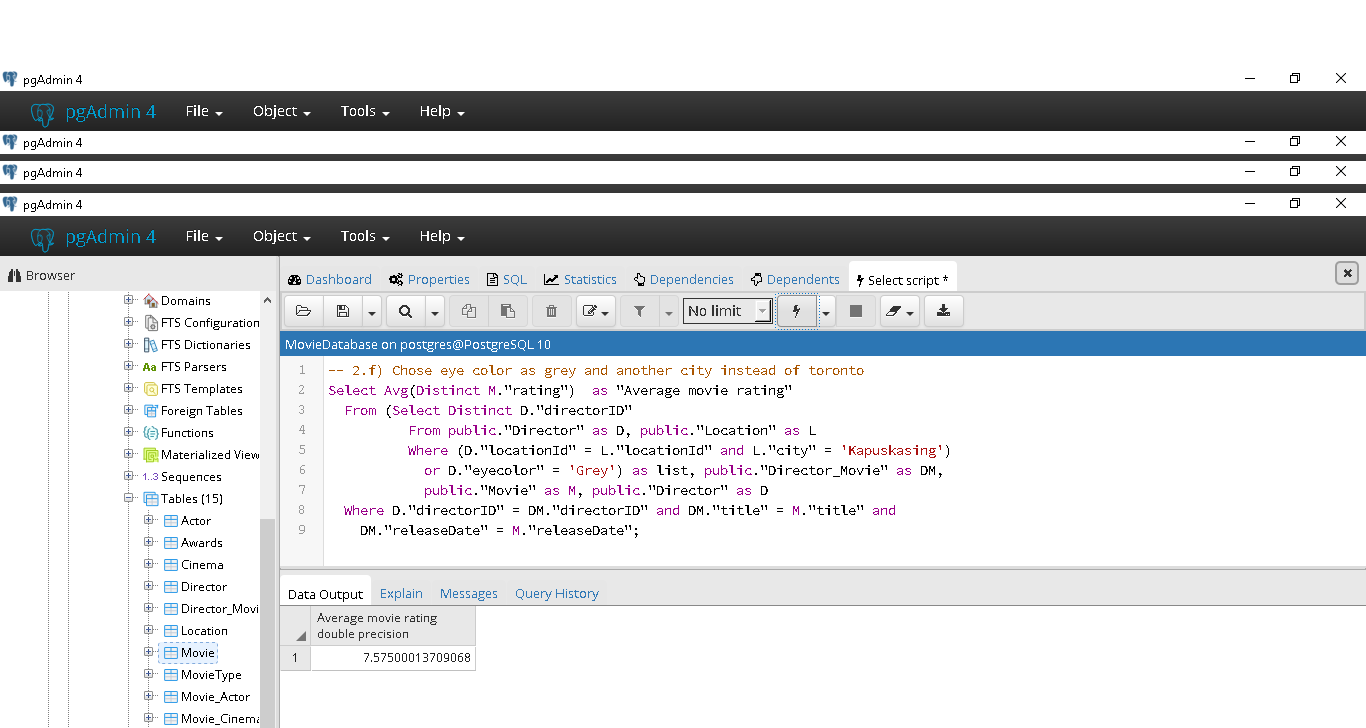 pgAdmin 4
pgAdmin 4 File Object Tools Help
pgAdmin 4
pgAdmin 4
pgAdmin 4
pgAdmin 4 File Object Tools Help
Browser
Dashboard Properties SQL Statistics Dependencies Dependents Select script *
Domains
FTS Configuration
FTS Dictionaries
Aa FTS Parsers
FTS Templates
Foreign Tables
Functions
Materialized View
1..3 Sequences
Tables (15)
Actor
Awards
Cinema
Director
Director_Movi
Location
Movie
MovieType
Movie_Actor
Movie_Cinema
No limit
MovieDatabase on postgres@PostgreSQL 10
1 -- 2.f) Chose eye color as grey and another city instead of toronto
2 Select Avg(Distinct M."rating")  as "Average movie rating"
3   From (Select Distinct D."directorID"
4           From public."Director" as D, public."Location" as L
5           Where (D."locationId" = L."locationId" and L."city" = 'Kapuskasing')
6             or D."eyecolor" = 'Grey') as list, public."Director_Movie" as DM,
7             public."Movie" as M, public."Director" as D
8   Where D."directorID" = DM."directorID" and DM."title" = M."title" and
9     DM."releaseDate" = M."releaseDate";
Data Output Explain Messages Query History
Average movie rating
double precision
1 7.57500013709068